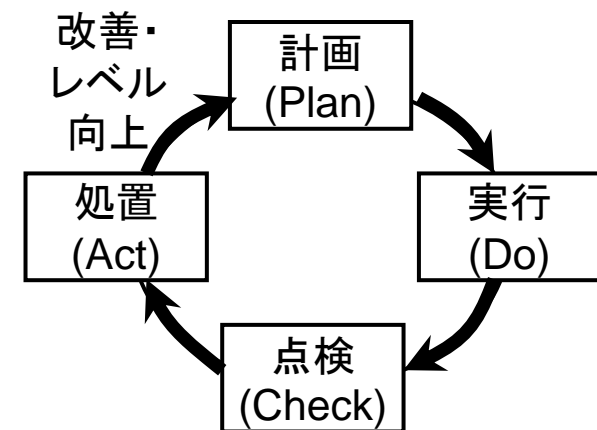 改善・
レベル
向上
計画
(Plan)
処置
(Act)
実行
(Do)
点検
(Check)